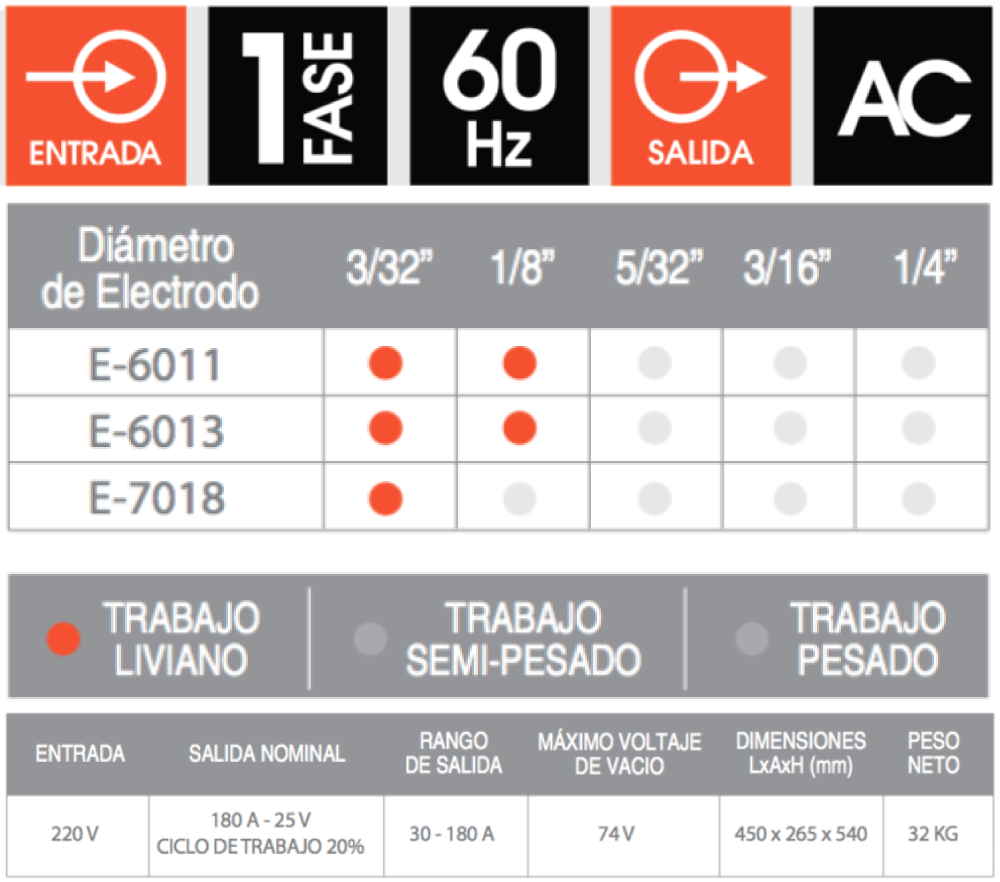 ENTRADA
1 FASE
60
Hz
SALIDA
AC
Diámetro
de Electrodo
3/32” 1/8” 5/32” 3/16” 1/4”
E-6011
E-6013
E-7018
TRABAJO
LIVIANO
TRABAJO
SEMI-PESADO
TRABAJO
PESADO
ENTRADA
SALIDA NOMINAL
RANGO
DE SALIDA
MÁXIMO VOLTAJE
DE VACIO
DIMENSIONES
LxAxH (mm)
PESO
NETO
220 V
180 A - 25 V
CICLO DE TRABAJO 20%
30 - 180 A
74 V
450 x 265 x 540
32 KG